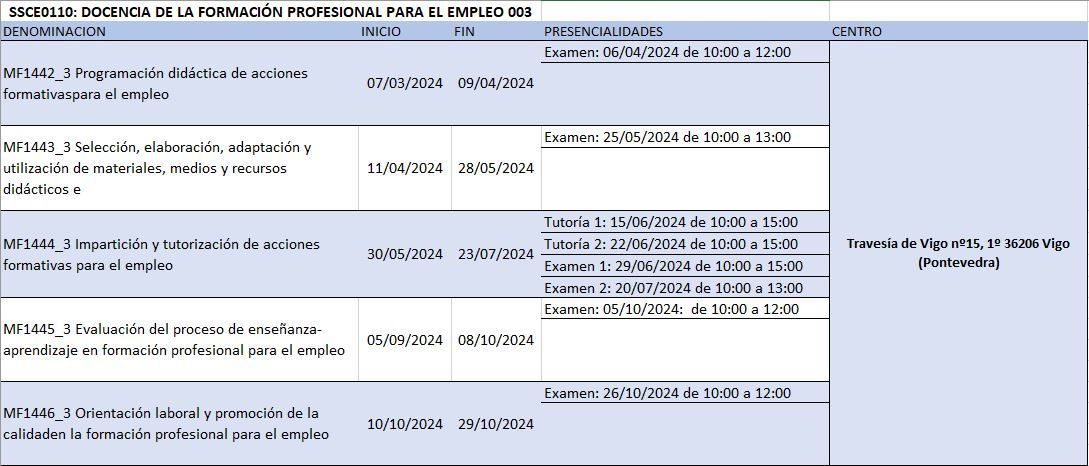 SSCE0110: DOCENCIA DE LA FORMACIÓN PROFESIONAL PARA EL EMPLEO 003
DENOMINACION INICIO FIN PRESENCIALIDADES CENTRO
MF1442_3 Programación didáctica de acciones
formativaspara el empleo
07/03/2024 09/04/2024
Examen: 06/04/2024 de 10:00 a 12:00
MF1443_3 Selección, elaboración, adaptación y
utilización de materiales, medios y recursos
didácticos e
11/04/2024 28/05/2024
Examen: 25/05/2024 de 10:00 a 13:00
MF1444_3 Impartición y tutorización de acciones
formativas para el empleo
30/05/2024 23/07/2024
Tutoría 1: 15/06/2024 de 10:00 a 15:00
Tutoría 2: 22/06/2024 de 10:00 a 15:00
Examen 1: 29/06/2024 de 10:00 a 15:00
Examen 2: 20/07/2024 de 10:00 a 13:00
MF1445_3 Evaluación del proceso de enseñanza-
aprendizaje en formación profesional para el empleo
05/09/2024 08/10/2024
Examen: 05/10/2024:  de 10:00 a 12:00
MF1446_3 Orientación laboral y promoción de la
calidaden la formación profesional para el empleo
10/10/2024 29/10/2024
Examen: 26/10/2024 de 10:00 a 12:00
Travesía de Vigo nº15, 1º 36206 Vigo
(Pontevedra)